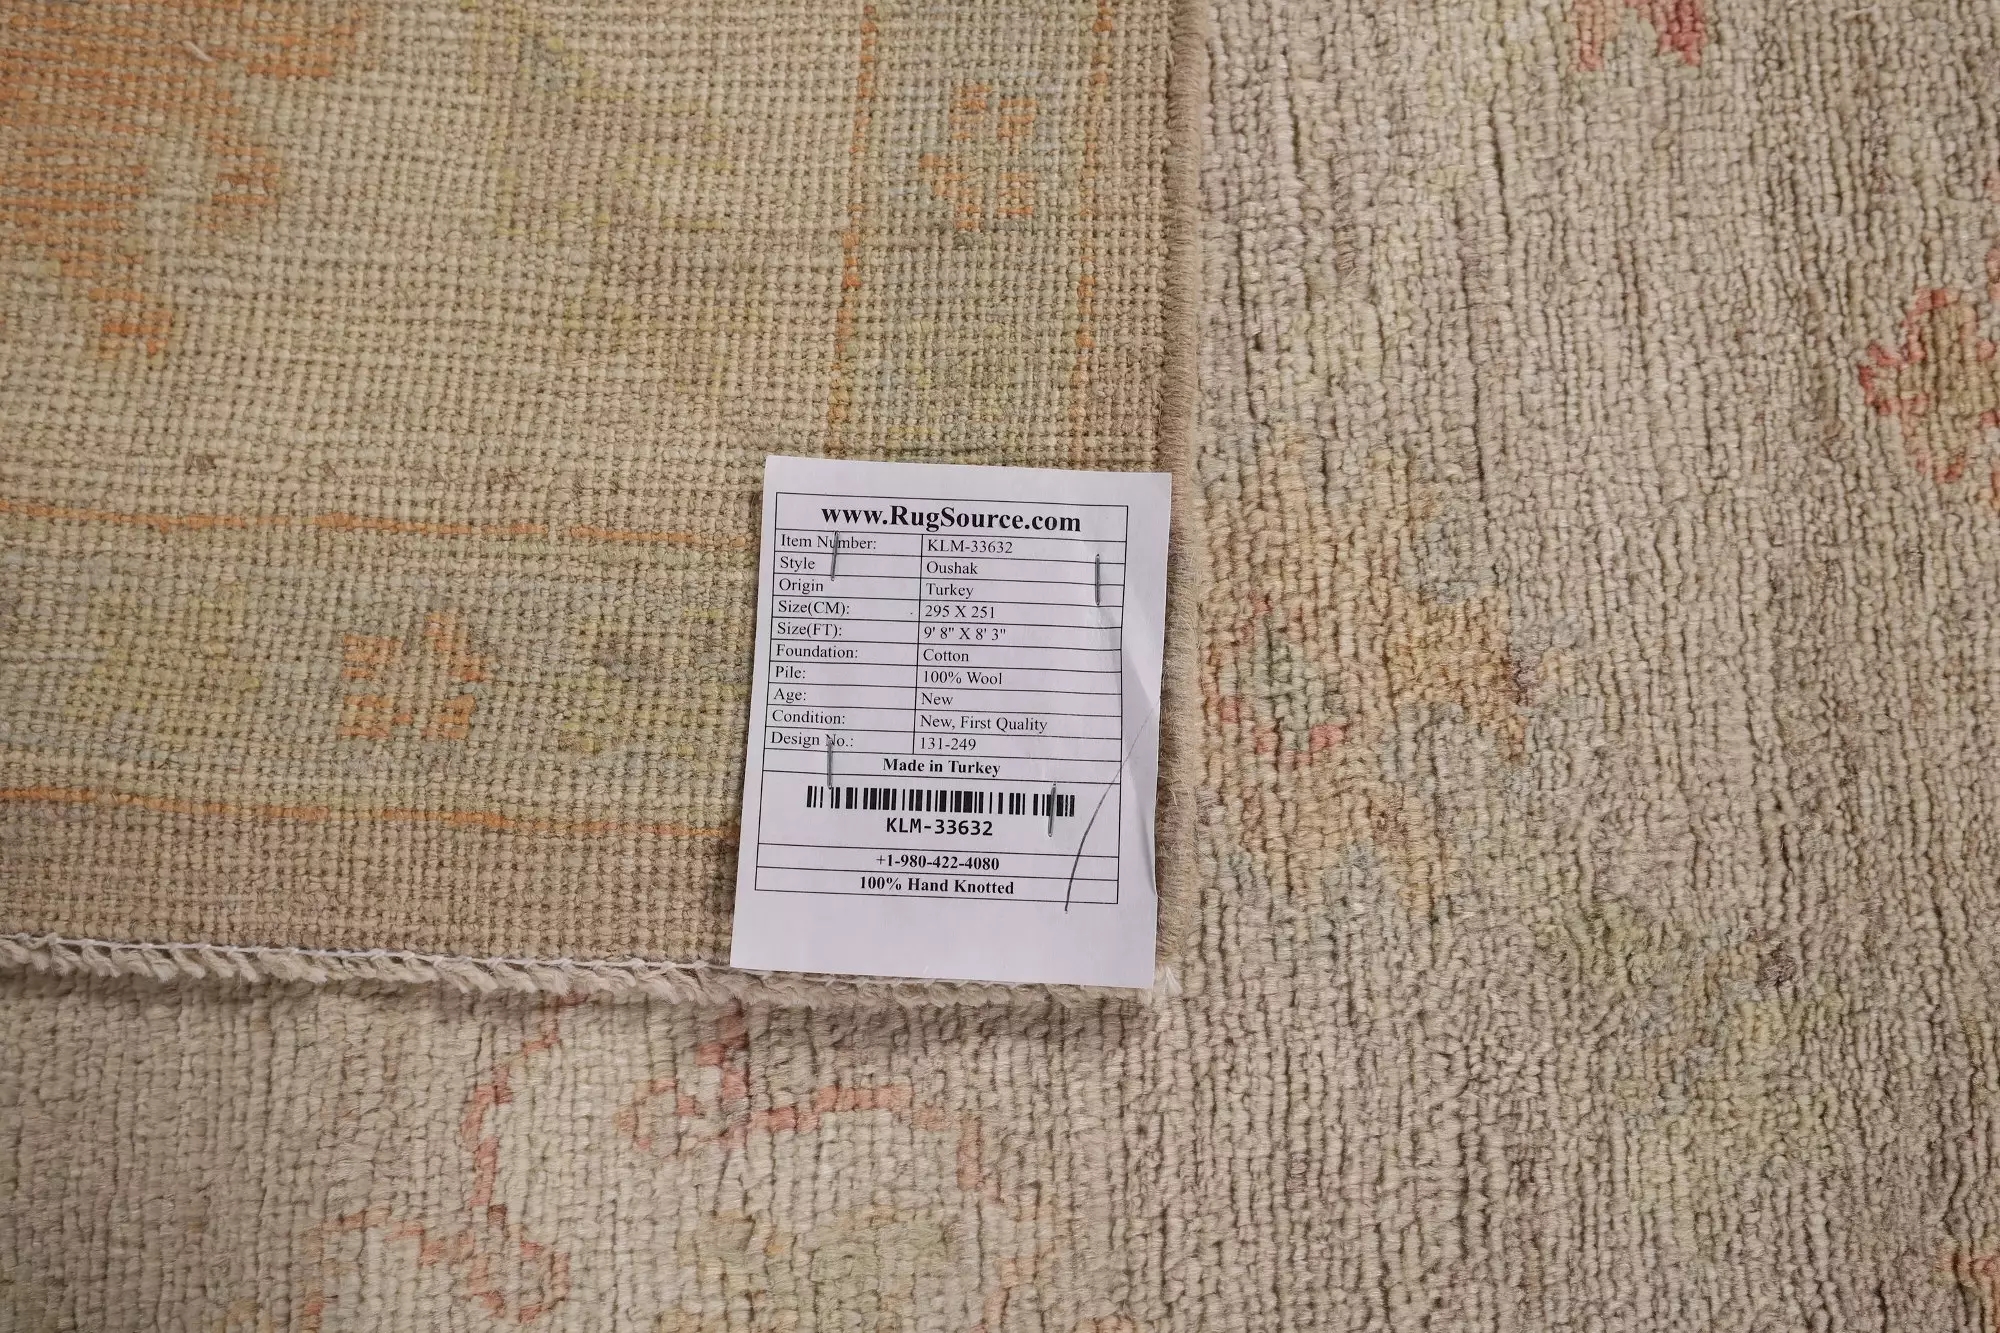 www.RugSource.com
Item Number: KLM-33632
Style Oushak
Origin Turkey
Size(CM): 295 X 251
Size(FT): 9' 8" X 8' 3"
Foundation: Cotton
Pile: 100% Wool
Age: New
Condition: New, First Quality
Design No.: 131-249
Made in Turkey
KLM-33632
+1-980-422-4080
100% Hand Knotted